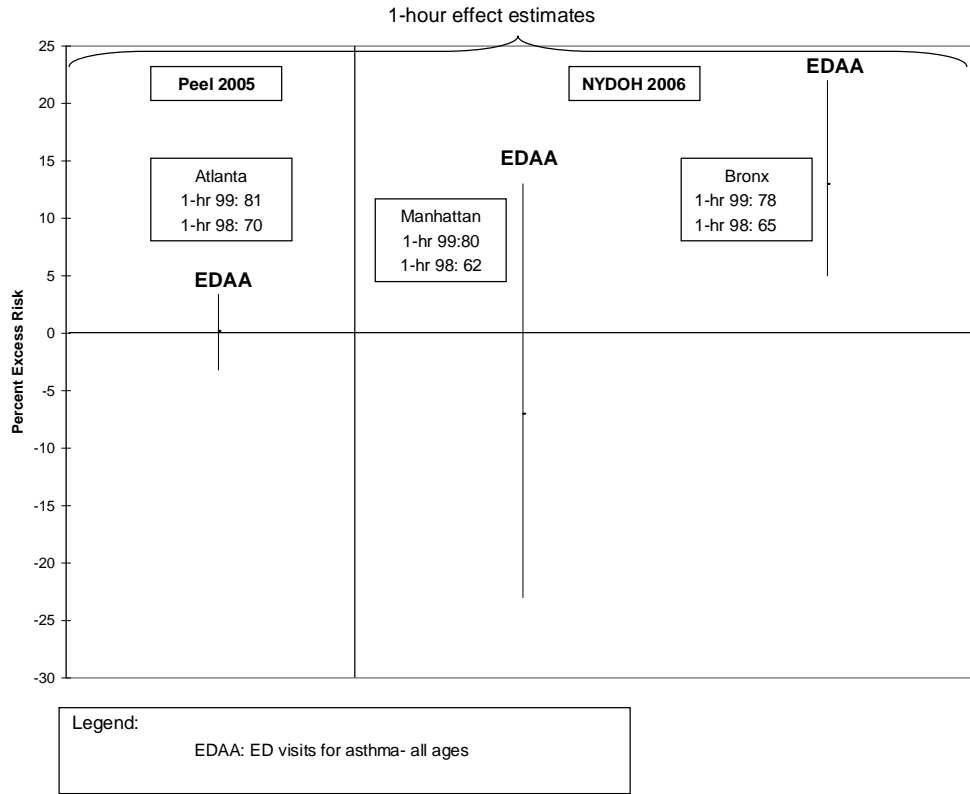 1-hour effect estimates
25
20
15
10
5
0
-5
-10
-15
-20
-25
-30
Percent Excess Risk
Peel 2005
NYDOH 2006
EDAA
Atlanta
1-hr 99: 81
1-hr 98: 70
EDAA
EDAA
Manhattan
1-hr 99:80
1-hr 98: 62
Bronx
1-hr 99: 78
1-hr 98: 65
EDAA
Legend:
EDAA: ED visits for asthma- all ages